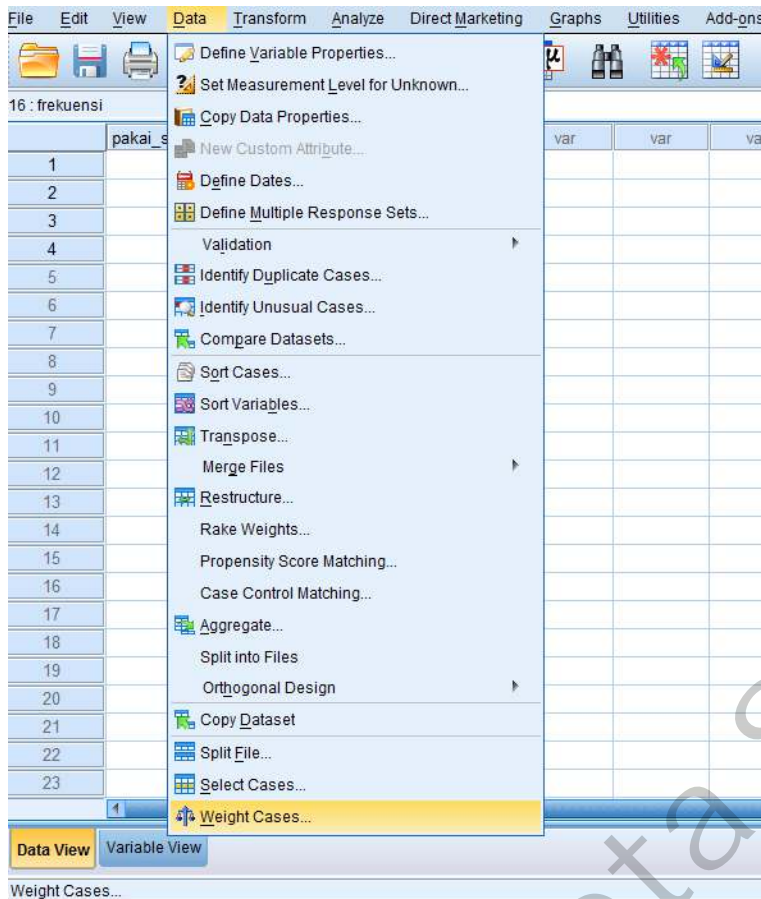 File Edit View Data Transform Analyze Direct Marketing Graphs Utilities Add-ons
16 : frekuensi
pakai_s var var va
Define Variable Properties...
Set Measurement Level for Unknown...
Copy Data Properties...
New Custom Attribute...
Define Dates...
Define Multiple Response Sets...
Validation
Identify Duplicate Cases...
Identify Unusual Cases...
Compare Datasets...
Sort Cases...
Sort Variables...
Transpose...
Merge Files
Restructure...
Rake Weights...
Propensity Score Matching...
Case Control Matching...
Aggregate...
Split into Files
Orthogonal Design
Copy Dataset
Split File...
Select Cases...
Weight Cases...
1
2
3
4
5
6
7
8
9
10
11
12
13
14
15
16
17
18
19
20
21
22
23
Data View Variable View
Weight Cases...